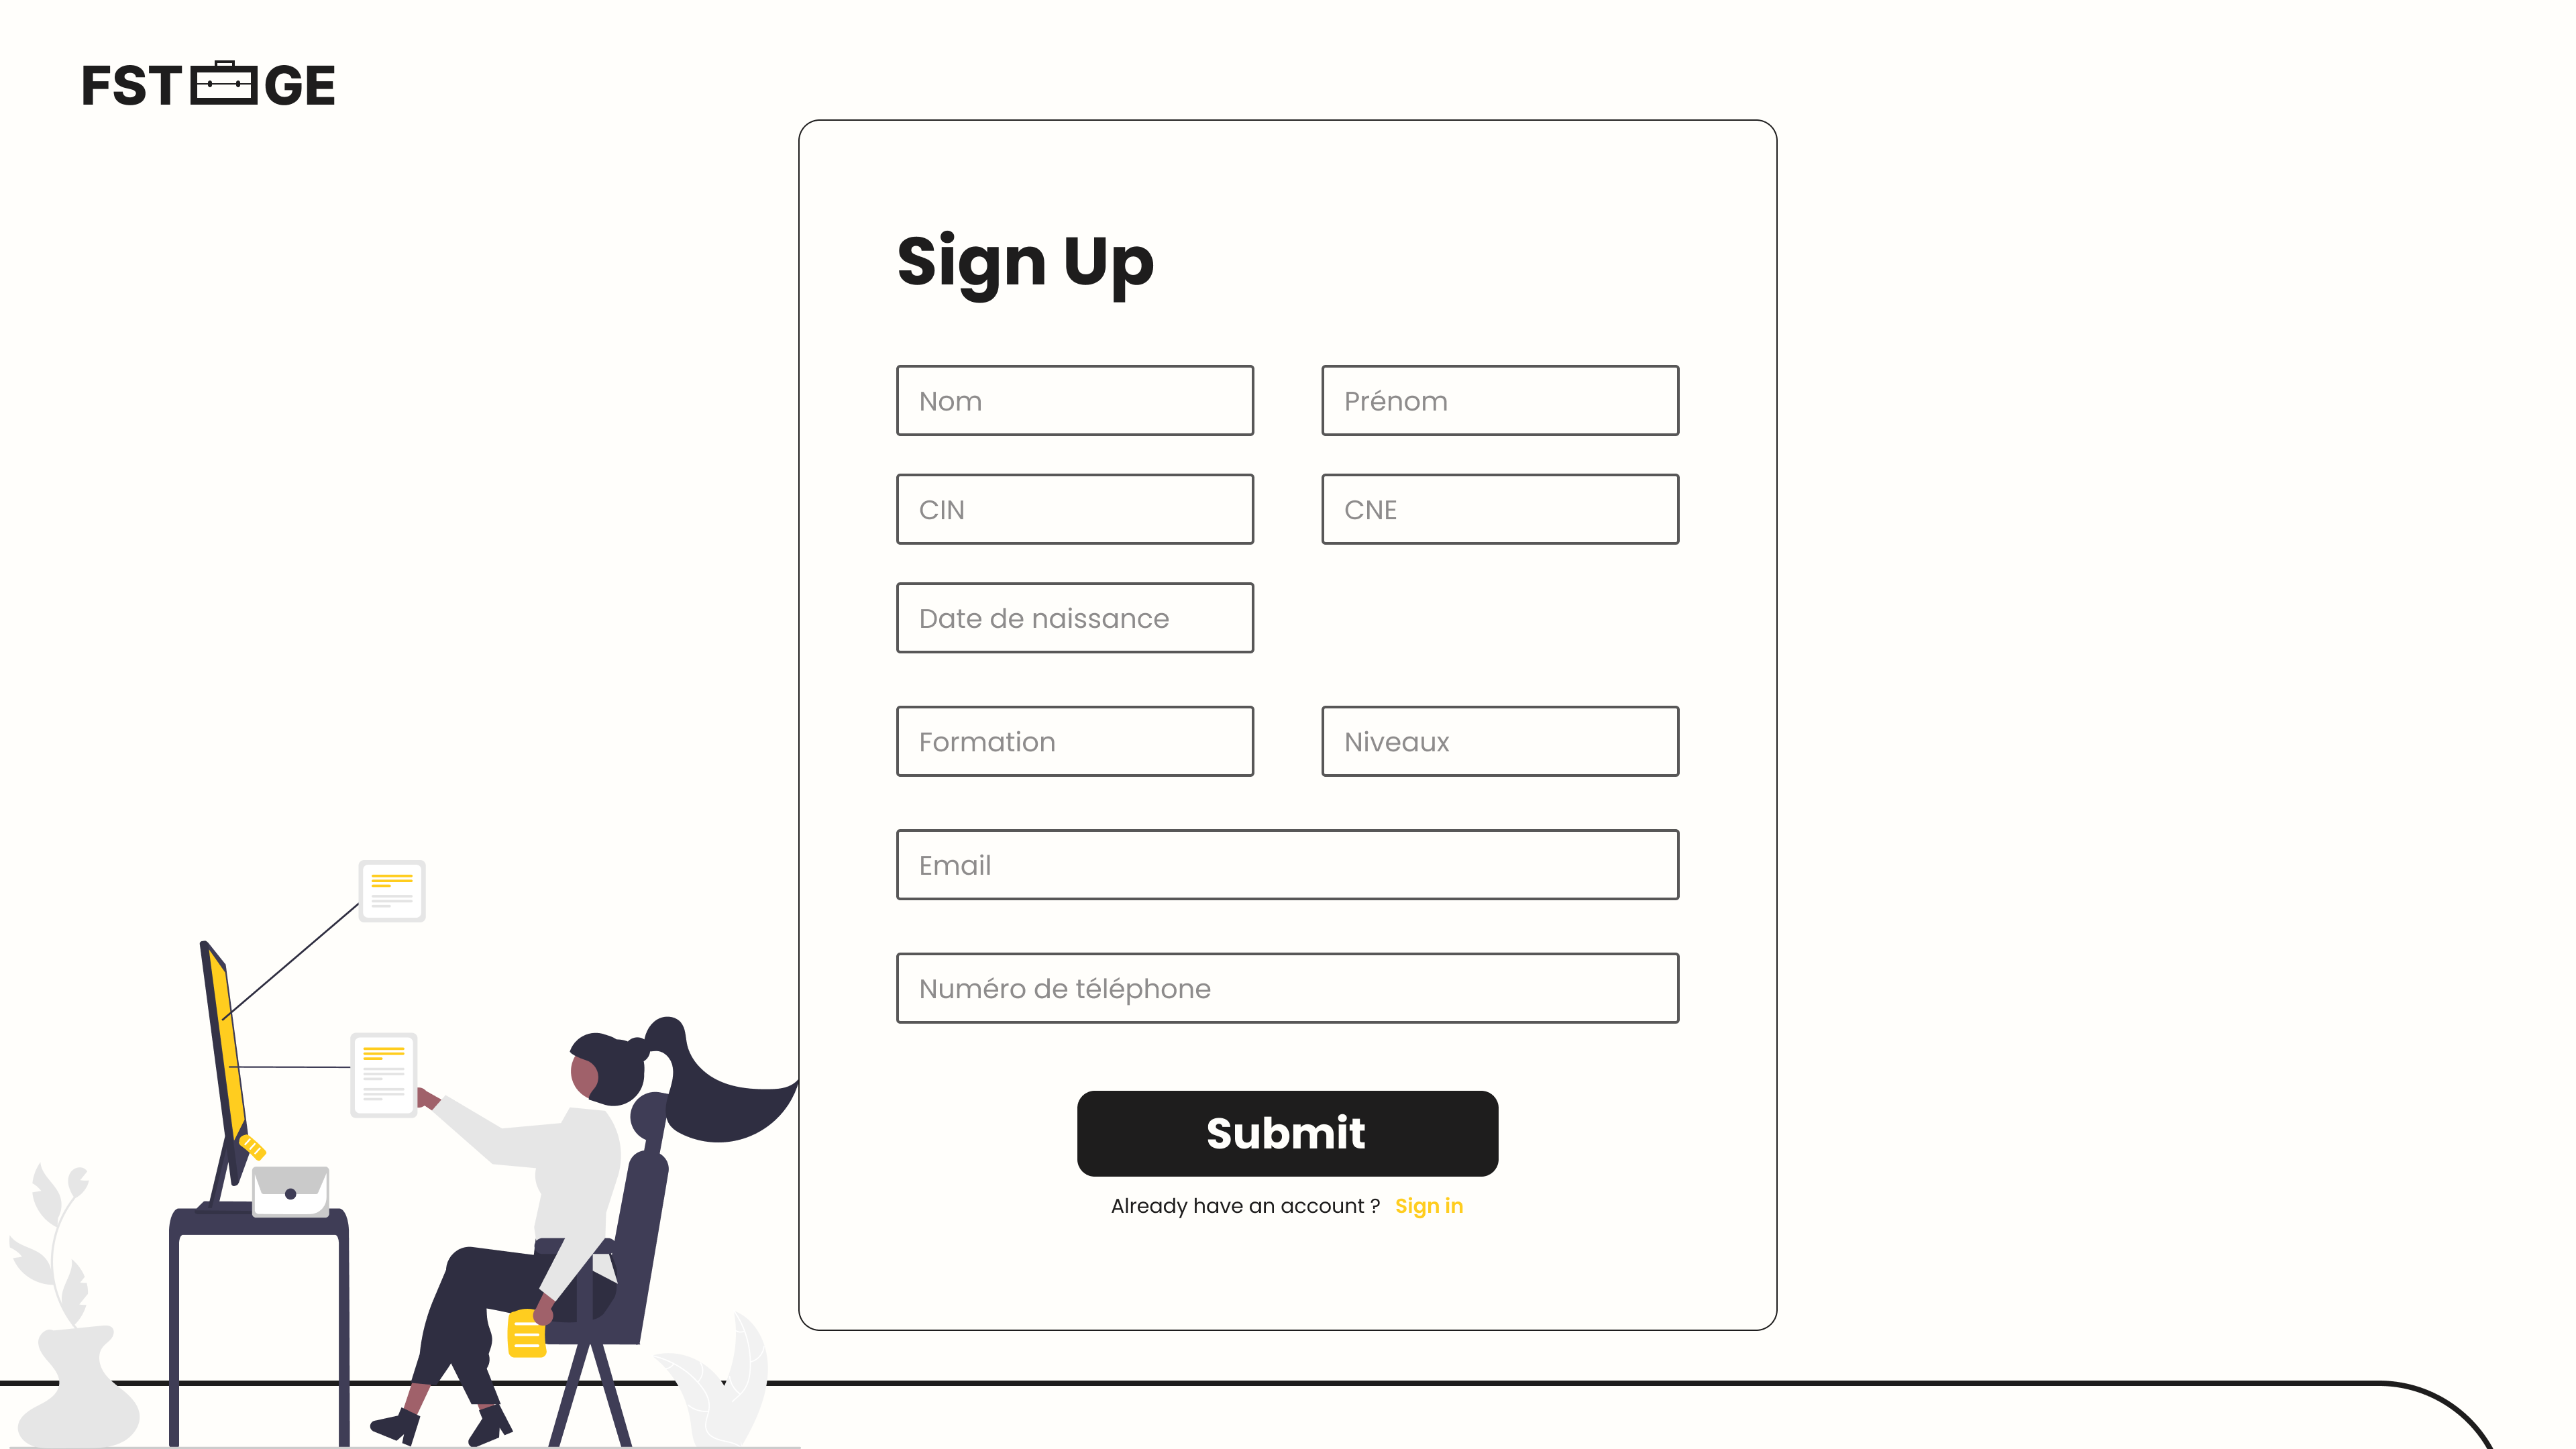 FST GE
Sign Up
Nom
Prénom
CIN
CNE
Date de naissance
Formation
Niveaux
Email
Numéro de téléphone
Submit
Already have an account ? Sign in